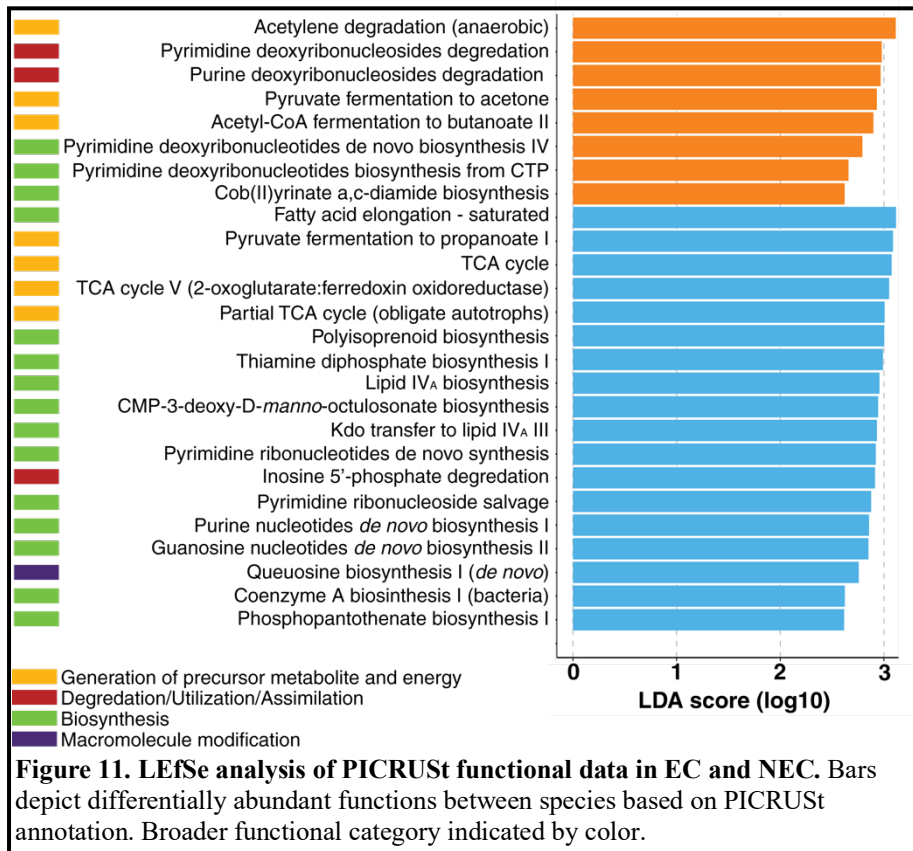 Acetylene degradation (anaerobic)
Pyrimidine deoxyribonucleosides degredation
Purine deoxyribonucleosides degredation
Pyruvate fermentation to acetone
Acetyl-CoA fermentation to butanoate II
Pyrimidine deoxyribonucleotides de novo biosynthesis IV
Pyrimidine deoxyribonucleotides biosynthesis from CTP
Cob(II)yrinate a,c-diamide biosynthesis
Fatty acid elongation - saturated
Pyruvate fermentation to propanoate I
TCA cycle
TCA cycle V (2-oxoglutarate:ferredoxin oxidoreductase)
Partial TCA cycle (obligate autotrophs)
Polyisoprenoid biosynthesis
Thiamine diphosphate biosynthesis I
Lipid IVA biosynthesis
CMP-3-deoxy-D-manno-octulosonate biosynthesis
Kdo transfer to lipid IVA III
Pyrimidine ribonucleotides de novo synthesis
Inosine 5'-phosphate degradation
Pyrimidine ribonucleoside salvage
Purine nucleotides de novo biosynthesis I
Guanosine nucleotides de novo biosynthesis II
Queuosine biosynthesis I (de novo)
Coenzyme A biosinthesis I (bacteria)
Phosphopantothenate biosynthesis I
0 1 2 3
LDA score (log10)
Generation of precursor metabolite and energy
Degredation/Utilization/Assimilation
Biosynthesis
Macromolecule modification
Figure 11. LEfSe analysis of PICRUSt functional data in EC and NEC. Bars
depict differentially abundant functions between species based on PICRUSt
annotation. Broader functional category indicated by color.